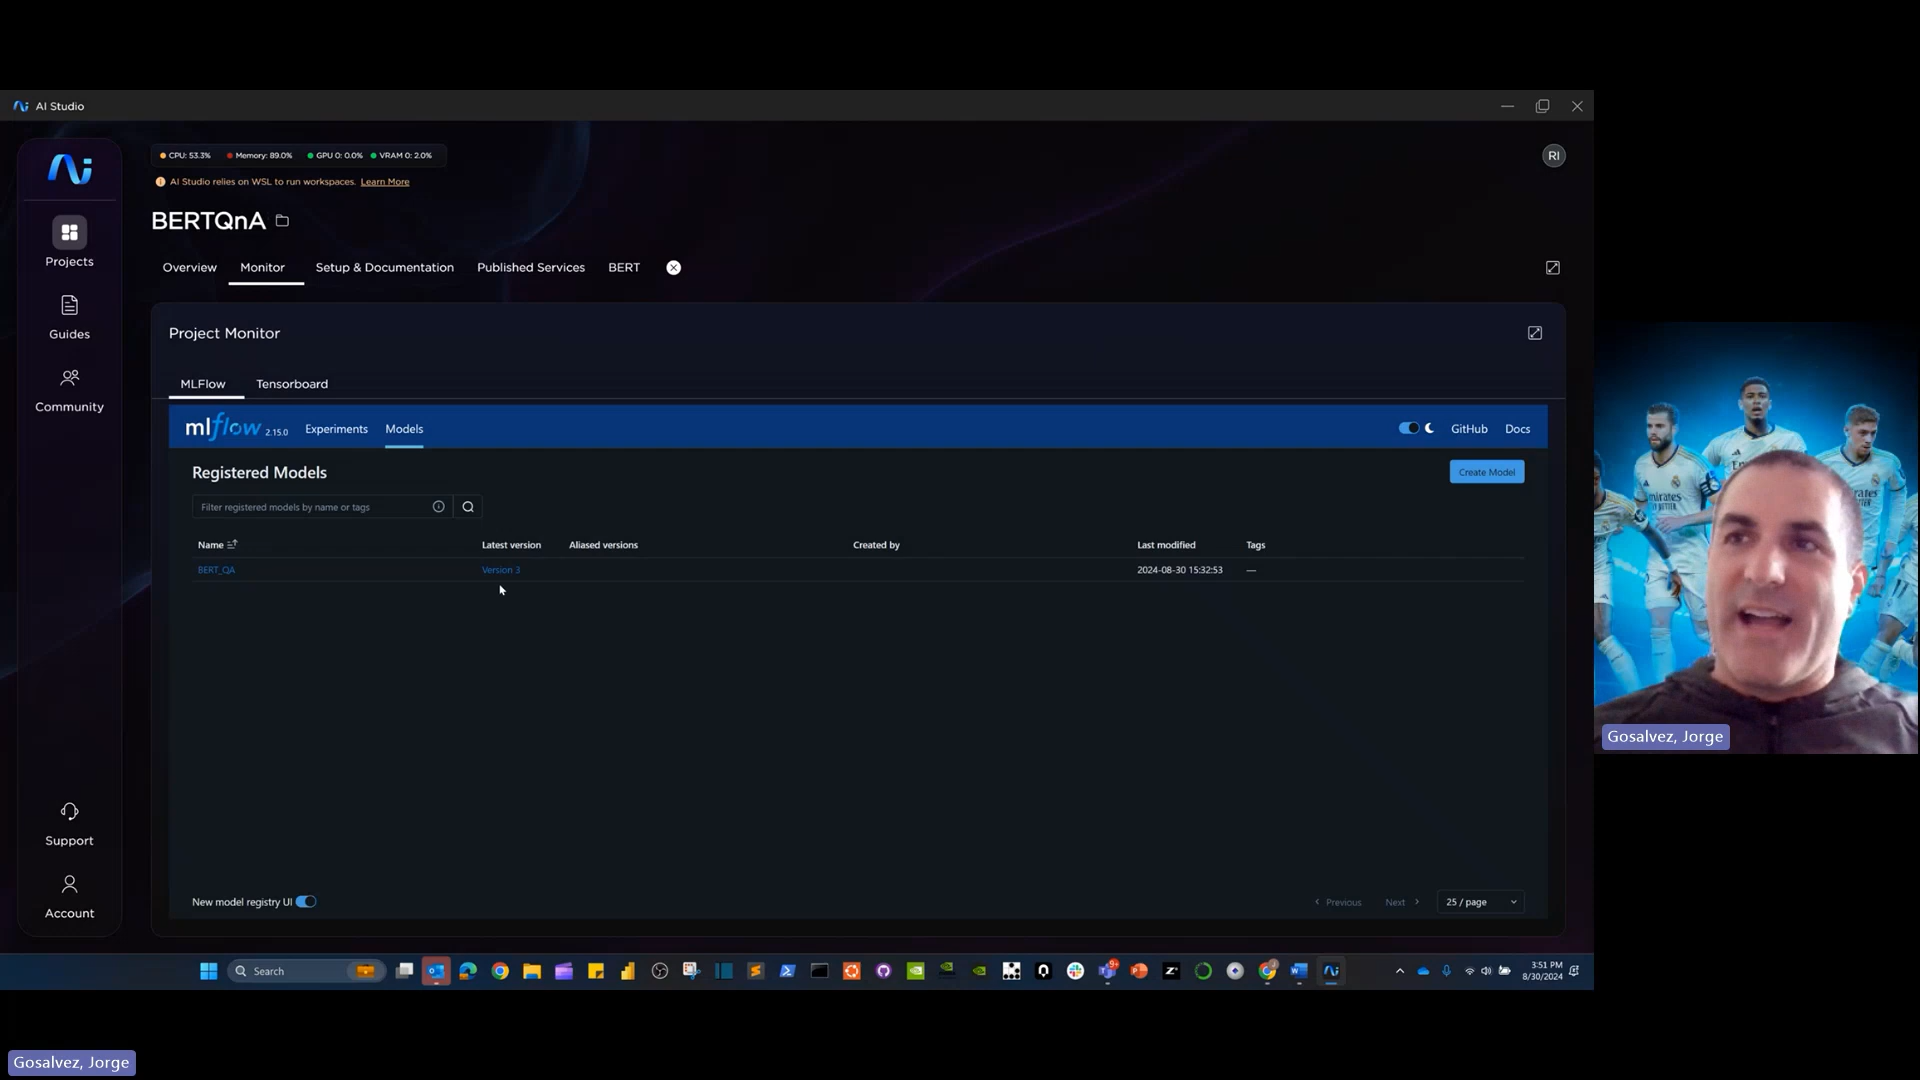 AI Studio
CPU: 53.3% Memory: 89.0% GPU 0: 0.0% VRAM 0: 2.0%
RI
AI Studio relies on WSL to run workspaces. Learn More
BERTQnA
Projects
Overview Monitor Setup & Documentation Published Services BERT
Guides
Project Monitor
Community
MLFlow Tensorboard
mlflow 2.15.0 Experiments Models GitHub Docs
Registered Models
Create Model
Filter registered models by name or tags
Name Latest version Aliased versions Created by Last modified Tags
BERT_QA Version 3 2024-08-30 15:32:53 —
Gosalvez, Jorge
Support
New model registry UI
Previous Next 25 / page
Account
Search
3:51 PM
8/30/2024
Gosalvez, Jorge